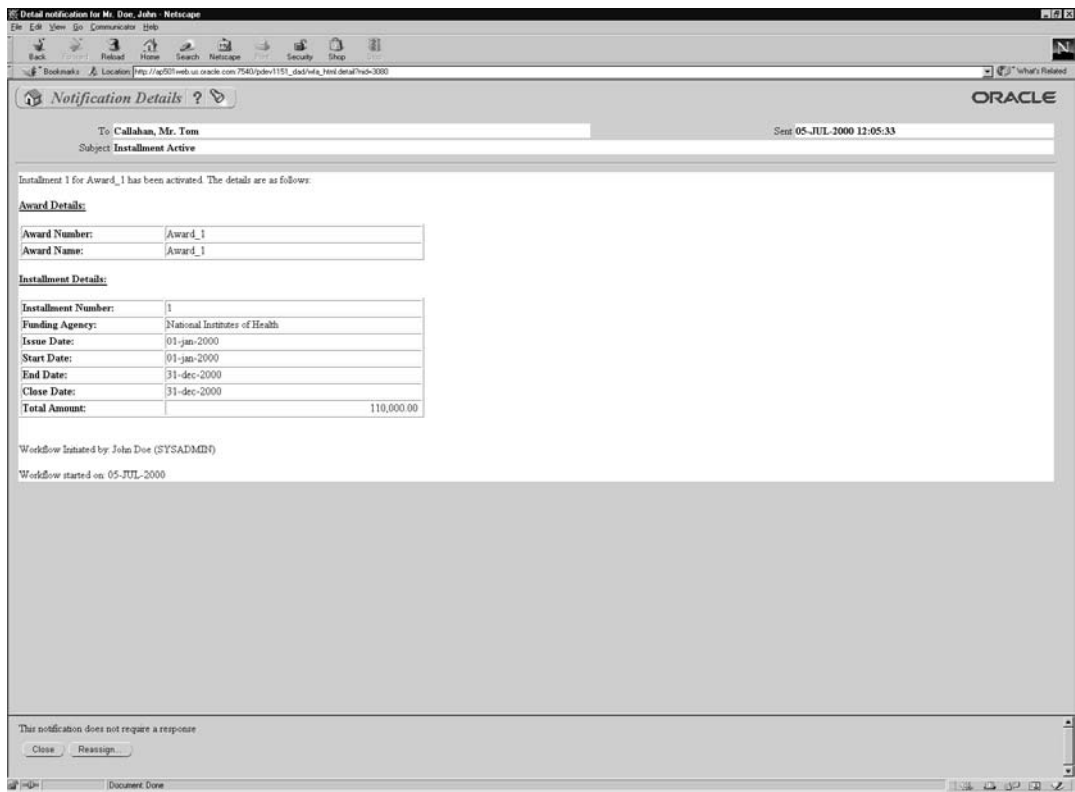 Detail notification for Mr. Doe, John - Netscape
File Edit View Go Communicator Help
Back Forward Reload Home Search Netscape Print Security Shop Stop
N
Bookmarks Location: http://ap501web.us.oracle.com:7540/pdev1151_dad/wfa_html.detail?nid=3080 What's Related
Notification Details ?
ORACLE
To Callahan, Mr. Tom Sent 05-JUL-2000 12:05:33
Subject Installment Active
Installment 1 for Award_1 has been activated. The details are as follows:
Award Details:
Award Number: Award_1
Award Name: Award_1
Installment Details:
Installment Number: 1
Funding Agency: National Institutes of Health
Issue Date: 01-jan-2000
Start Date: 01-jan-2000
End Date: 31-dec-2000
Close Date: 31-dec-2000
Total Amount: 110,000.00
Workflow Initiated by: John Doe (SYSADMIN)
Workflow started on: 05-JUL-2000
This notification does not require a response
Close Reassign...
Document: Done